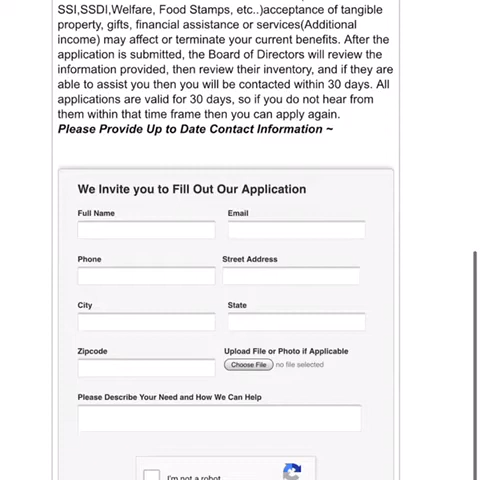 SSI,SSDI,Welfare, Food Stamps, etc..)acceptance of tangible
property, gifts, financial assistance or services(Additional
income) may affect or terminate your current benefits. After the
application is submitted, the Board of Directors will review the
information provided, then review their inventory, and if they are
able to assist you then you will be contacted within 30 days. All
applications are valid for 30 days, so if you do not hear from
them within that time frame then you can apply again.
Please Provide Up to Date Contact Information ~
We Invite you to Fill Out Our Application
Full Name Email
Phone Street Address
City State
Zipcode Upload File or Photo if Applicable
Choose File no file selected
Please Describe Your Need and How We Can Help
I'm not a robot